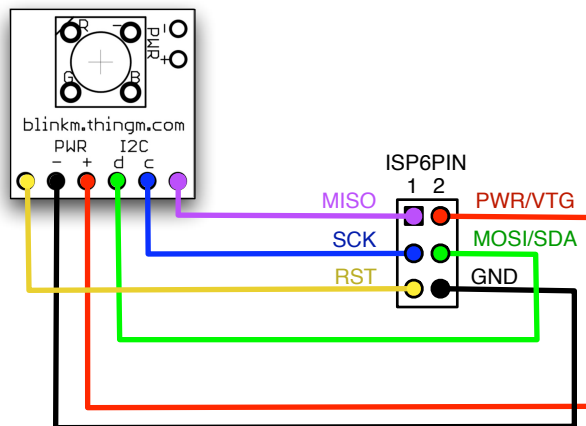 R - - PWR +
G B
blinkm.thingm.com
PWR I2C
- + d c
ISP6PIN
1 2
MISO PWR/VTG
SCK MOSI/SDA
RST GND